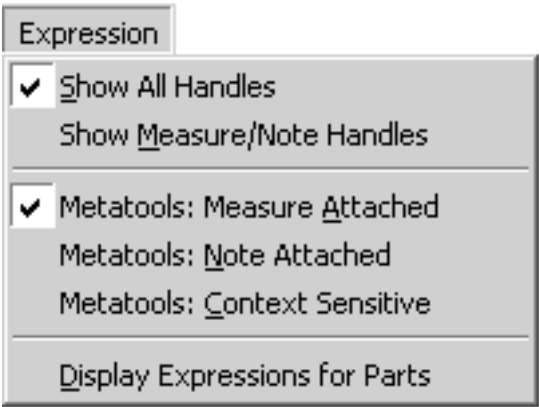 Expression
Show All Handles
Show Measure/Note Handles
Metatools: Measure Attached
Metatools: Note Attached
Metatools: Context Sensitive
Display Expressions for Parts